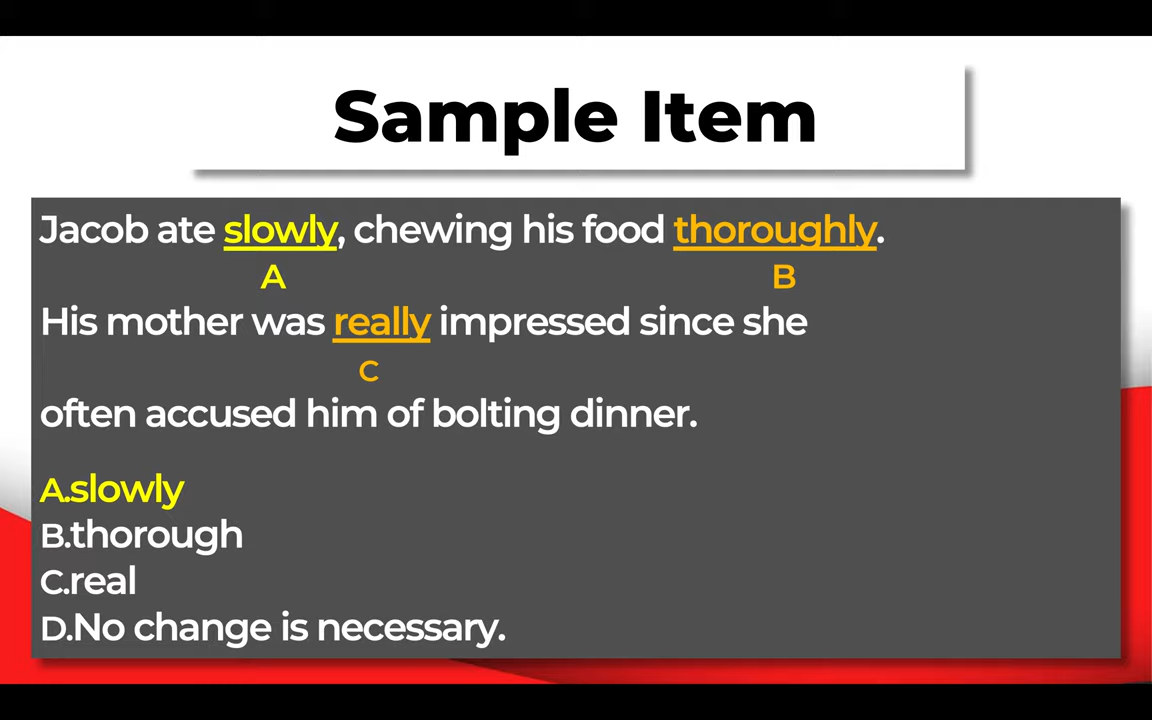 Sample Item
Jacob ate slowly, chewing his food thoroughly.
A B
His mother was really impressed since she
C
often accused him of bolting dinner.
A.slowly
B.thorough
C.real
D.No change is necessary.